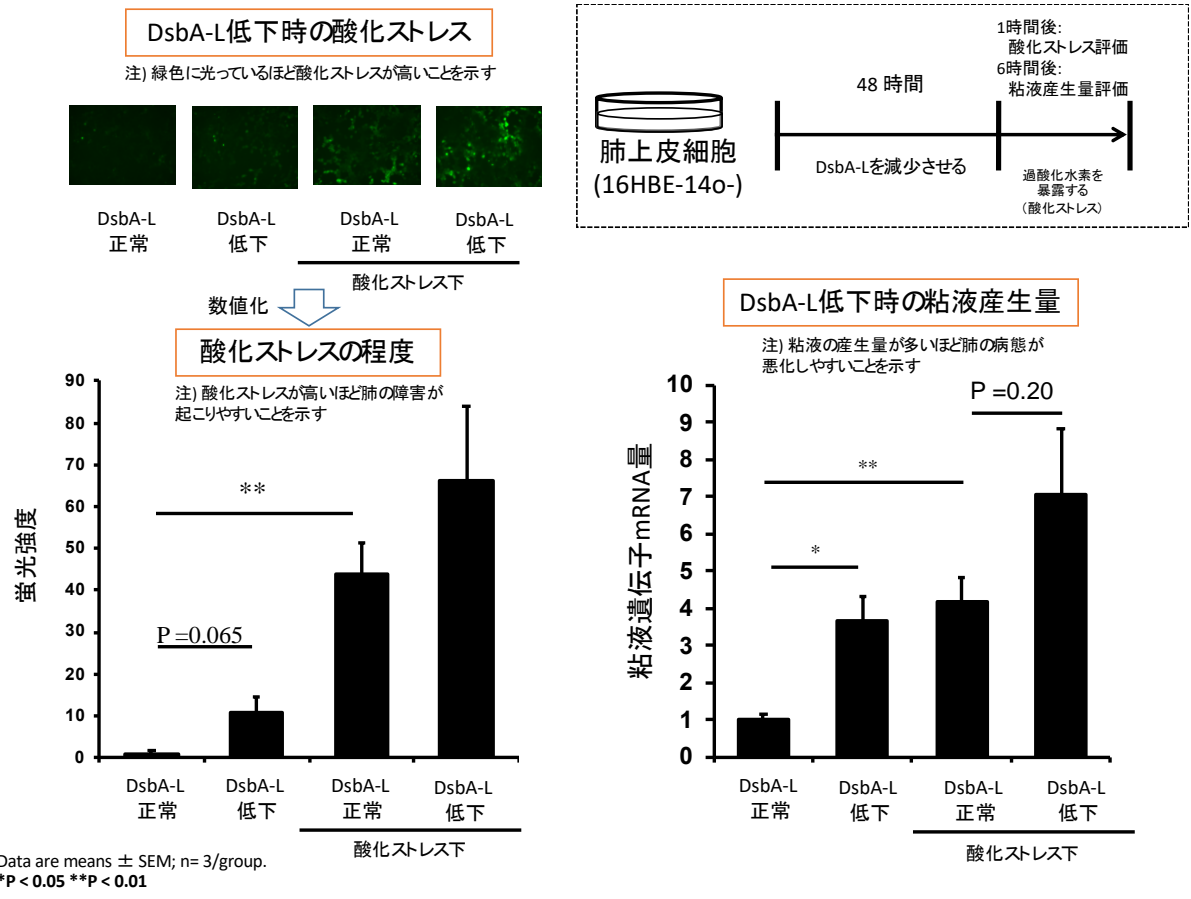 DsbA-L低下時の酸化ストレス
注) 緑色に光っているほど酸化ストレスが高いことを示す
DsbA-L
正常
DsbA-L
低下
DsbA-L
正常
DsbA-L
低下
酸化ストレス下
数値化
酸化ストレスの程度
注) 酸化ストレスが高いほど肺の障害が
起こりやすいことを示す
蛍光強度
90
80
70
60
50
40
30
20
10
0
P =0.065
**
DsbA-L
正常
DsbA-L
低下
DsbA-L
正常
DsbA-L
低下
酸化ストレス下
Data are means ± SEM; n= 3/group.
*P < 0.05 **P < 0.01
肺上皮細胞
(16HBE-14o-)
48 時間
DsbA-Lを減少させる
1時間後:
酸化ストレス評価
6時間後:
粘液産生量評価
過酸化水素を
暴露する
（酸化ストレス）
DsbA-L低下時の粘液産生量
注) 粘液の産生量が多いほど肺の病態が
悪化しやすいことを示す
粘液遺伝子mRNA量
10
9
8
7
6
5
4
3
2
1
0
*
**
P =0.20
DsbA-L
正常
DsbA-L
低下
DsbA-L
正常
DsbA-L
低下
酸化ストレス下